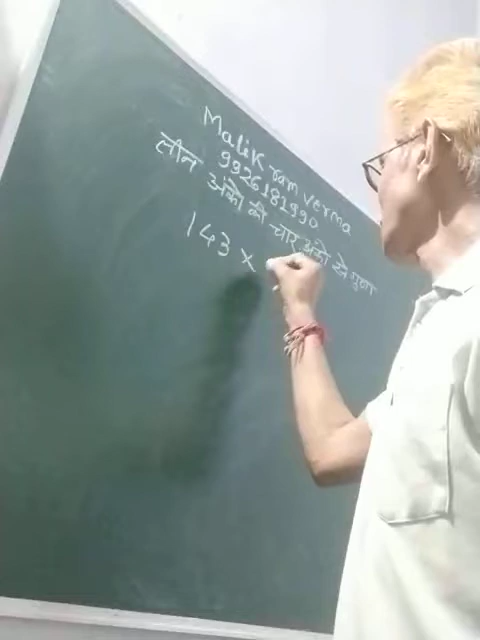 Malik ram verma
9926181990
तीन अंको की चार अंको से गुणा
143 ×